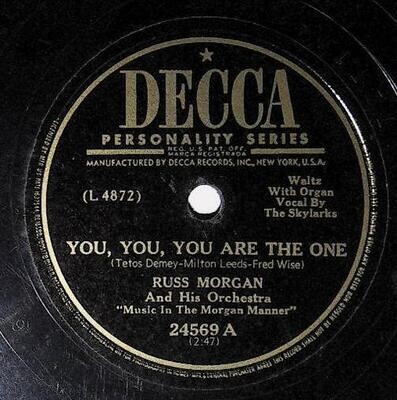 DECCA
PERSONALITY SERIES
REG. U.S. PAT. OFF.
MARCA REGISTRADA
MANUFACTURED BY DECCA RECORDS, INC., NEW YORK, U.S.A.
(L 4872)
Waltz
With Organ
Vocal By
The Skylarks
YOU, YOU, YOU ARE THE ONE
(Tetos Demey-Milton Leeds-Fred Wise)
RUSS MORGAN
And His Orchestra
"Music In The Morgan Manner"
24569 A
(2:47)